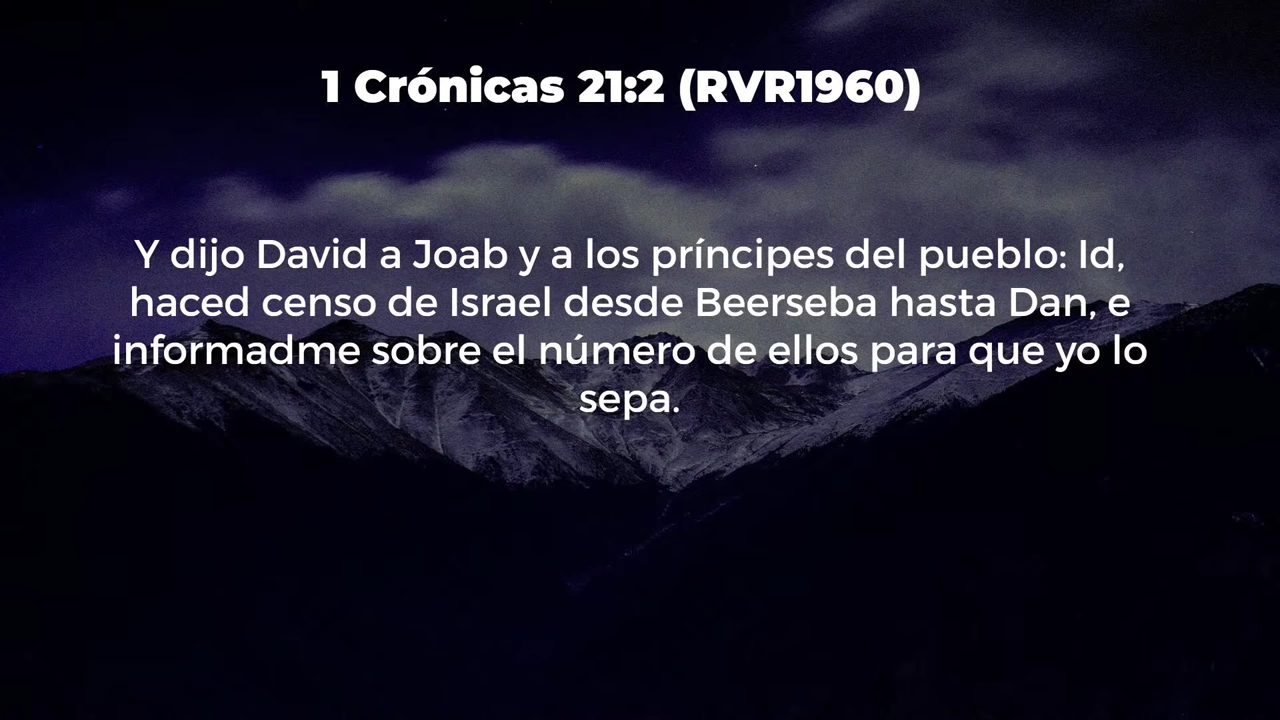 1 Crónicas 21:2 (RVR1960)
Y dijo David a Joab y a los príncipes del pueblo: Id,
haced censo de Israel desde Beerseba hasta Dan, e
informadme sobre el número de ellos para que yo lo
sepa.